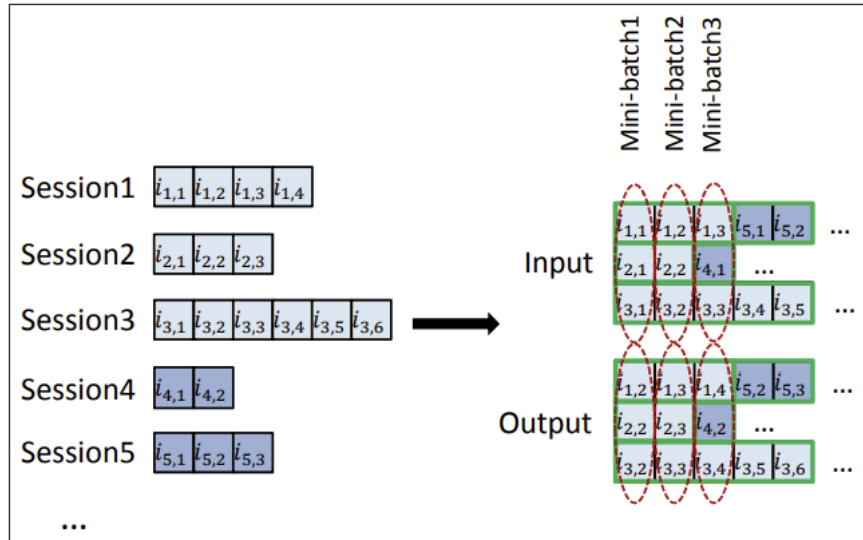 Mini-batch1
Mini-batch2
Mini-batch3
Session1 i1,1 i1,2 i1,3 i1,4
Session2 i2,1 i2,2 i2,3
Session3 i3,1 i3,2 i3,3 i3,4 i3,5 i3,6
Session4 i4,1 i4,2
Session5 i5,1 i5,2 i5,3
...
Input
i1,1 i1,2 i1,3 i5,1 i5,2 ...
i2,1 i2,2 i4,1 ...
i3,1 i3,2 i3,3 i3,4 i3,5 ...
Output
i1,2 i1,3 i1,4 i5,2 i5,3 ...
i2,2 i2,3 i4,2 ...
i3,2 i3,3 i3,4 i3,5 i3,6 ...